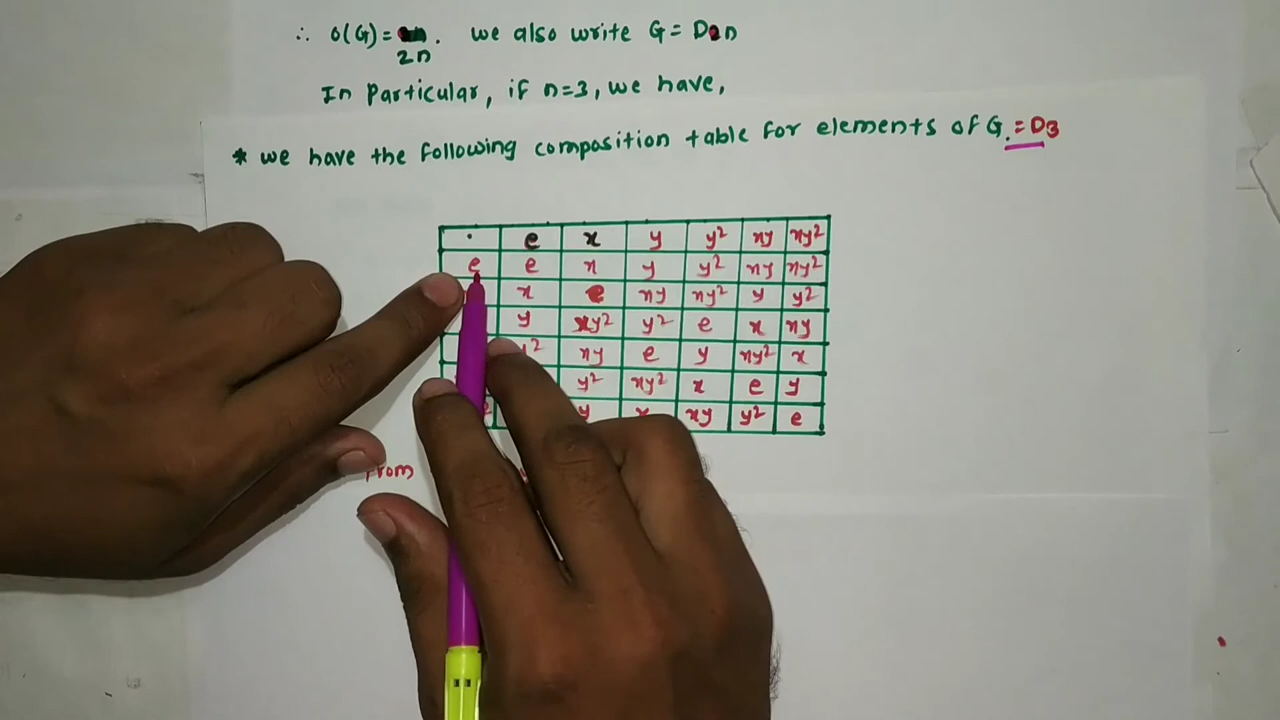 ∴ O(G) = 2n. we also write G = D2n
In particular, if n=3, we have,
* we have the following composition table for elements of G. = D3
· e x y y² xy xy²
e e x y y² xy xy²
x e xy xy² y y²
y xy² y² e x xy
y² xy e y xy² x
y² xy² x e y
y x xy y² e
From